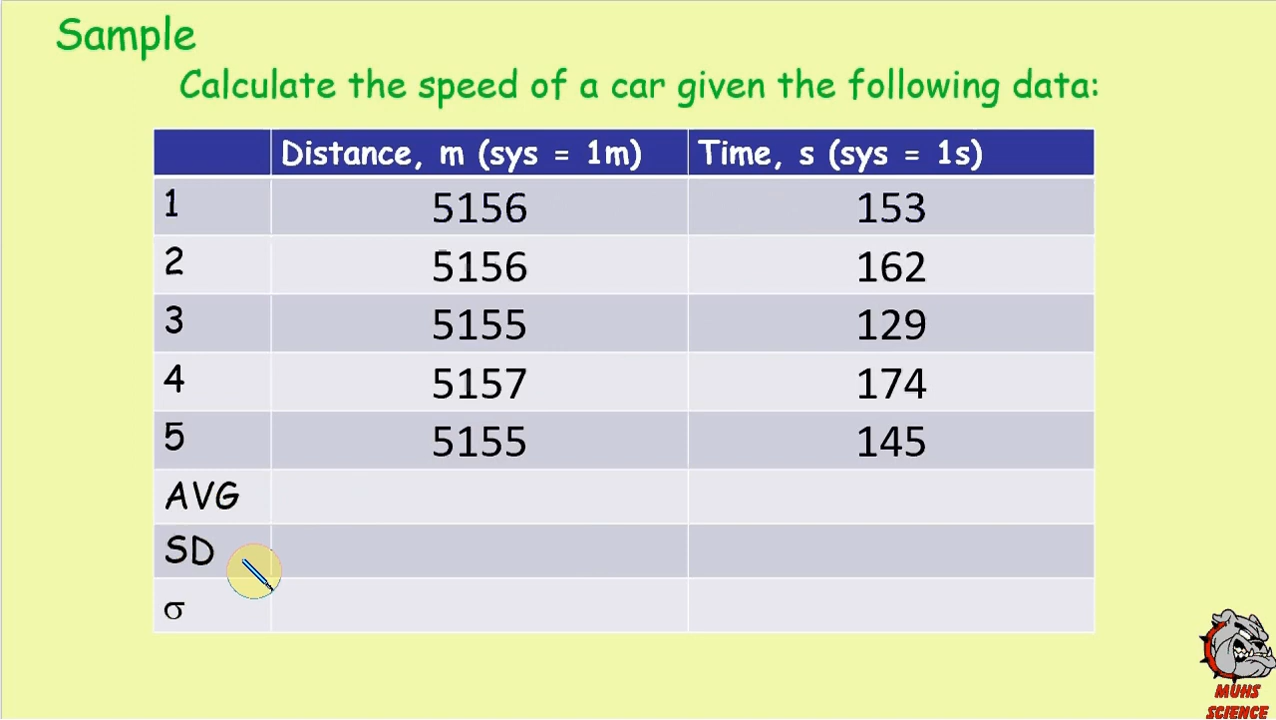 Sample
Calculate the speed of a car given the following data:
Distance, m (sys = 1m) Time, s (sys = 1s)
1 5156 153
2 5156 162
3 5155 129
4 5157 174
5 5155 145
AVG
SD
σ
MUHS
SCIENCE